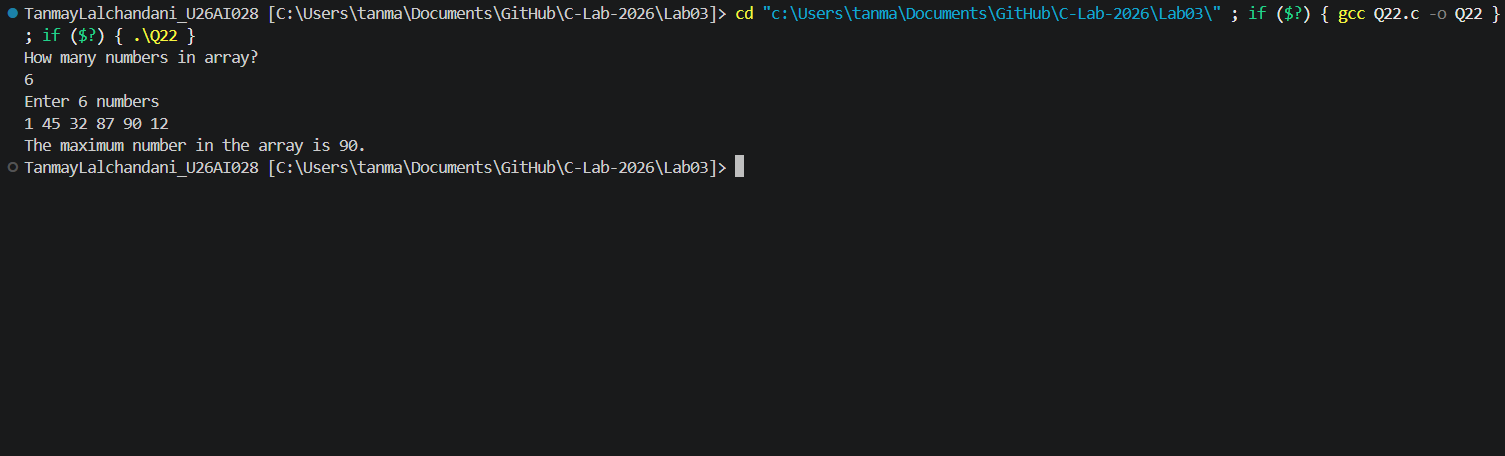 TanmayLalchandani_U26AI028 [C:\Users\tanma\Documents\GitHub\C-Lab-2026\Lab03]> cd "c:\Users\tanma\Documents\GitHub\C-Lab-2026\Lab03\" ; if ($?) { gcc Q22.c -o Q22 }
; if ($?) { .\Q22 }
How many numbers in array?
6
Enter 6 numbers
1 45 32 87 90 12
The maximum number in the array is 90.
TanmayLalchandani_U26AI028 [C:\Users\tanma\Documents\GitHub\C-Lab-2026\Lab03]>